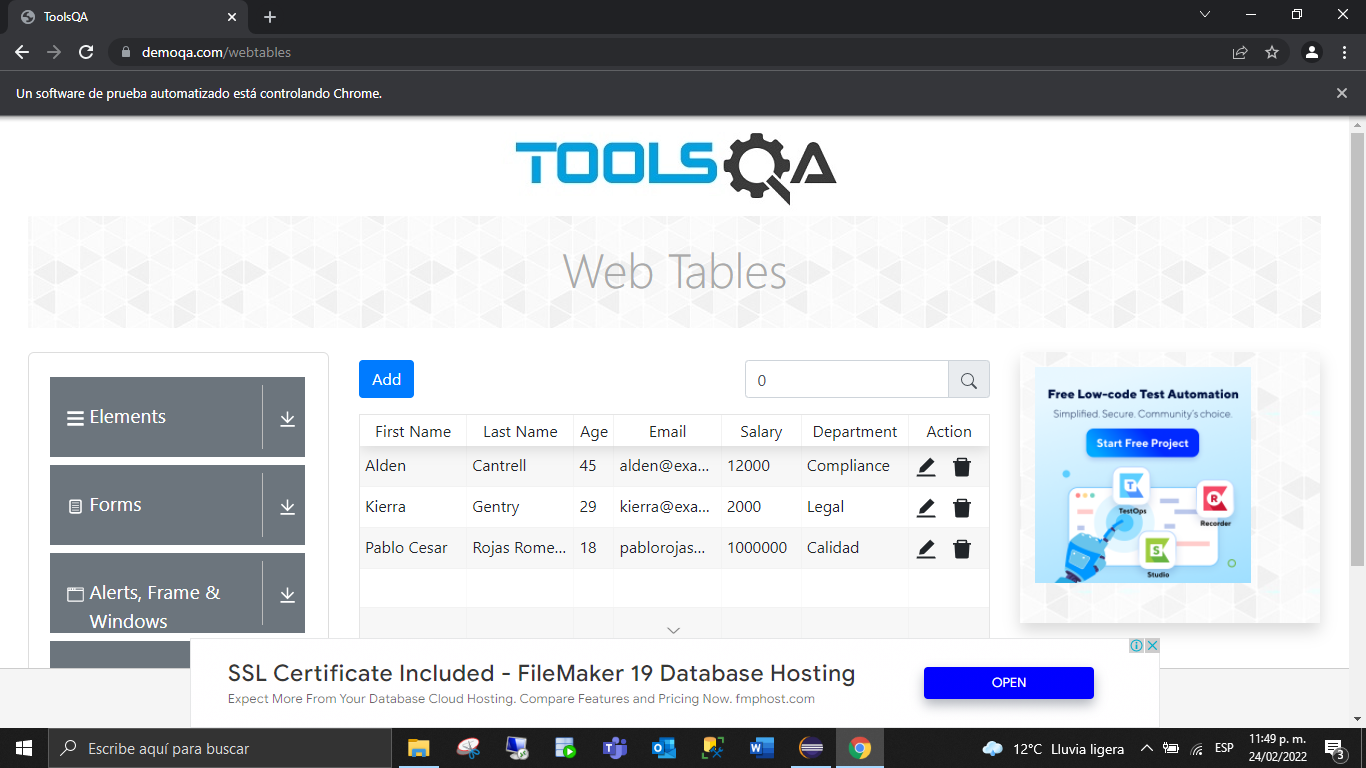 ToolsQA
demoqa.com/webtables
Un software de prueba automatizado está controlando Chrome.
TOOLSQA
Web Tables
Elements
Forms
Alerts, Frame &
Windows
Add
0
First Name Last Name Age Email Salary Department Action
Alden Cantrell 45 alden@exa... 12000 Compliance
Kierra Gentry 29 kierra@exa... 2000 Legal
Pablo Cesar Rojas Rome... 18 pablorojas... 1000000 Calidad
Free Low-code Test Automation
Simplified. Secure. Community's choice.
Start Free Project
TestOps
Recorder
Studio
SSL Certificate Included - FileMaker 19 Database Hosting
Expect More From Your Database Cloud Hosting. Compare Features and Pricing Now. fmphost.com
OPEN
Escribe aquí para buscar
12°C Lluvia ligera
ESP
11:49 p. m.
24/02/2022
3